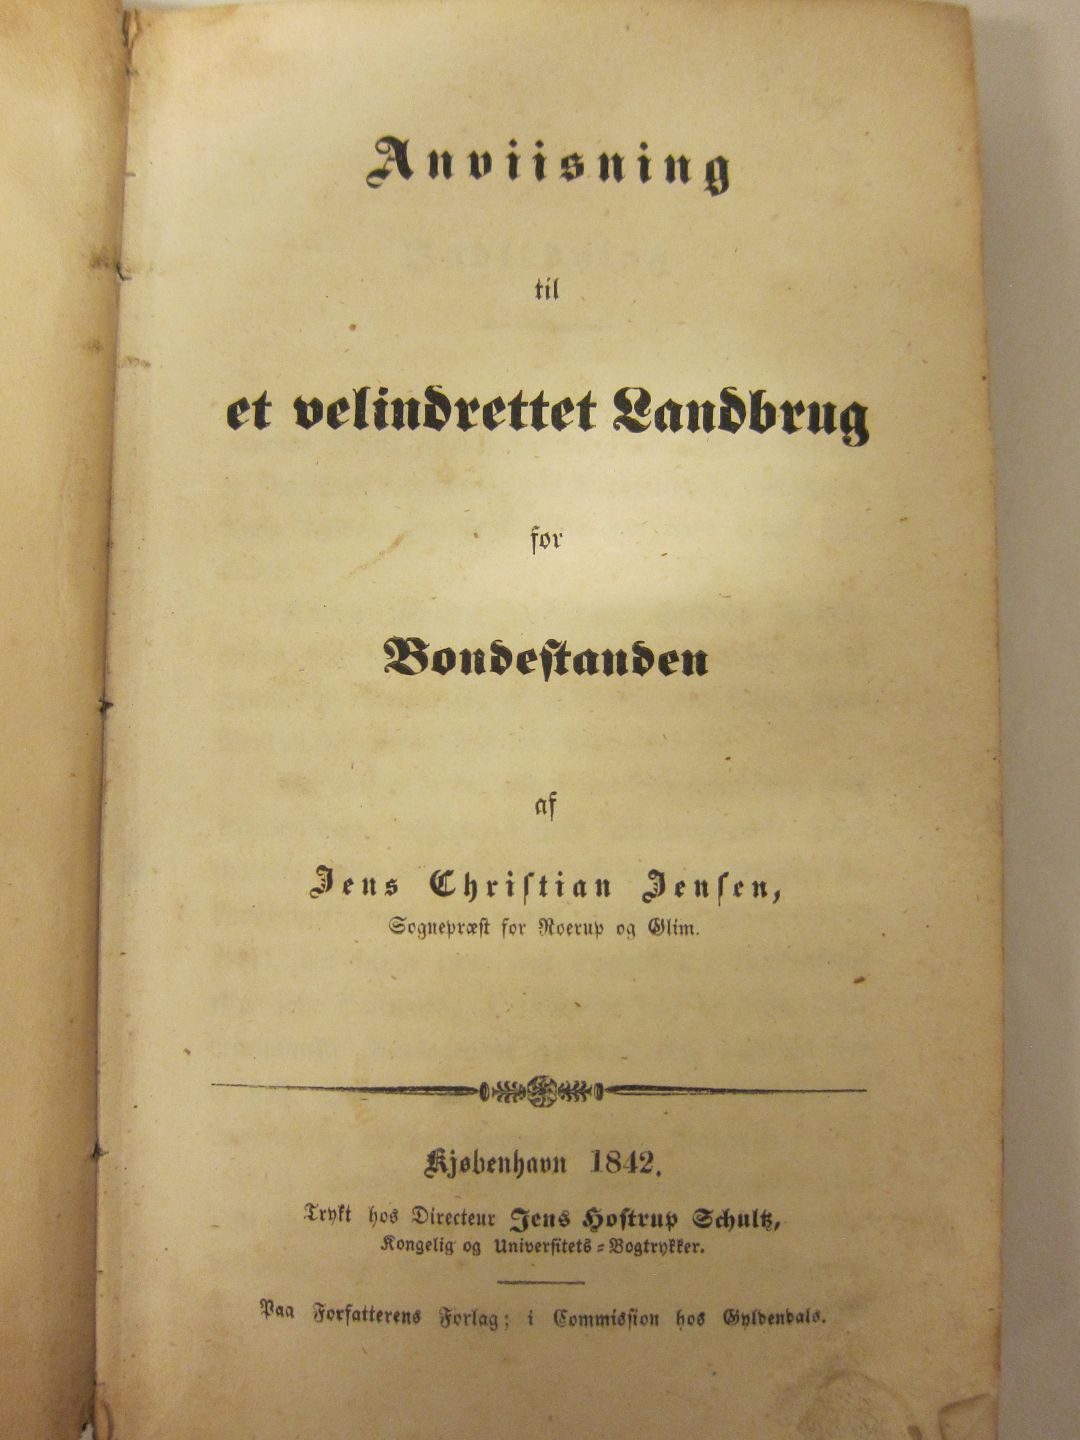 Anviisning
til
et velindrettet Landbrug
for
Bondestanden
af
Jens Christian Jensen,
Sognepræst for Roerup og Glim.
Kjøbenhavn 1842.
Trykt hos Directeur Jens Hostrup Schultz,
Kongelig og Universitets-Bogtrykker.
Paa Forfatterens Forlag; i Commission hos Gyldendals.